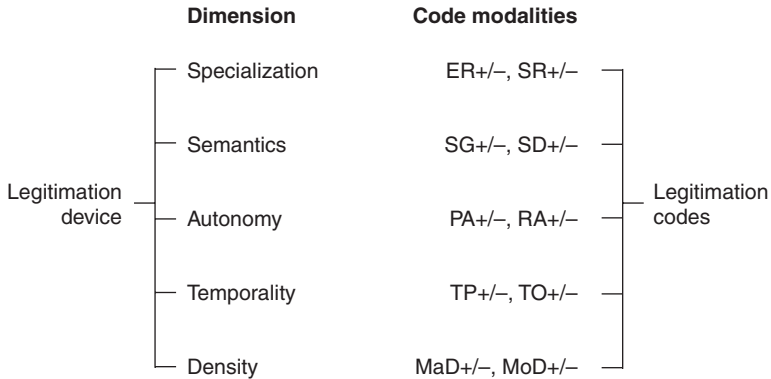 Dimension Code modalities
Specialization ER+/–, SR+/–
Semantics SG+/–, SD+/–
Legitimation device
Legitimation codes
Autonomy PA+/–, RA+/–
Temporality TP+/–, TO+/–
Density MaD+/–, MoD+/–